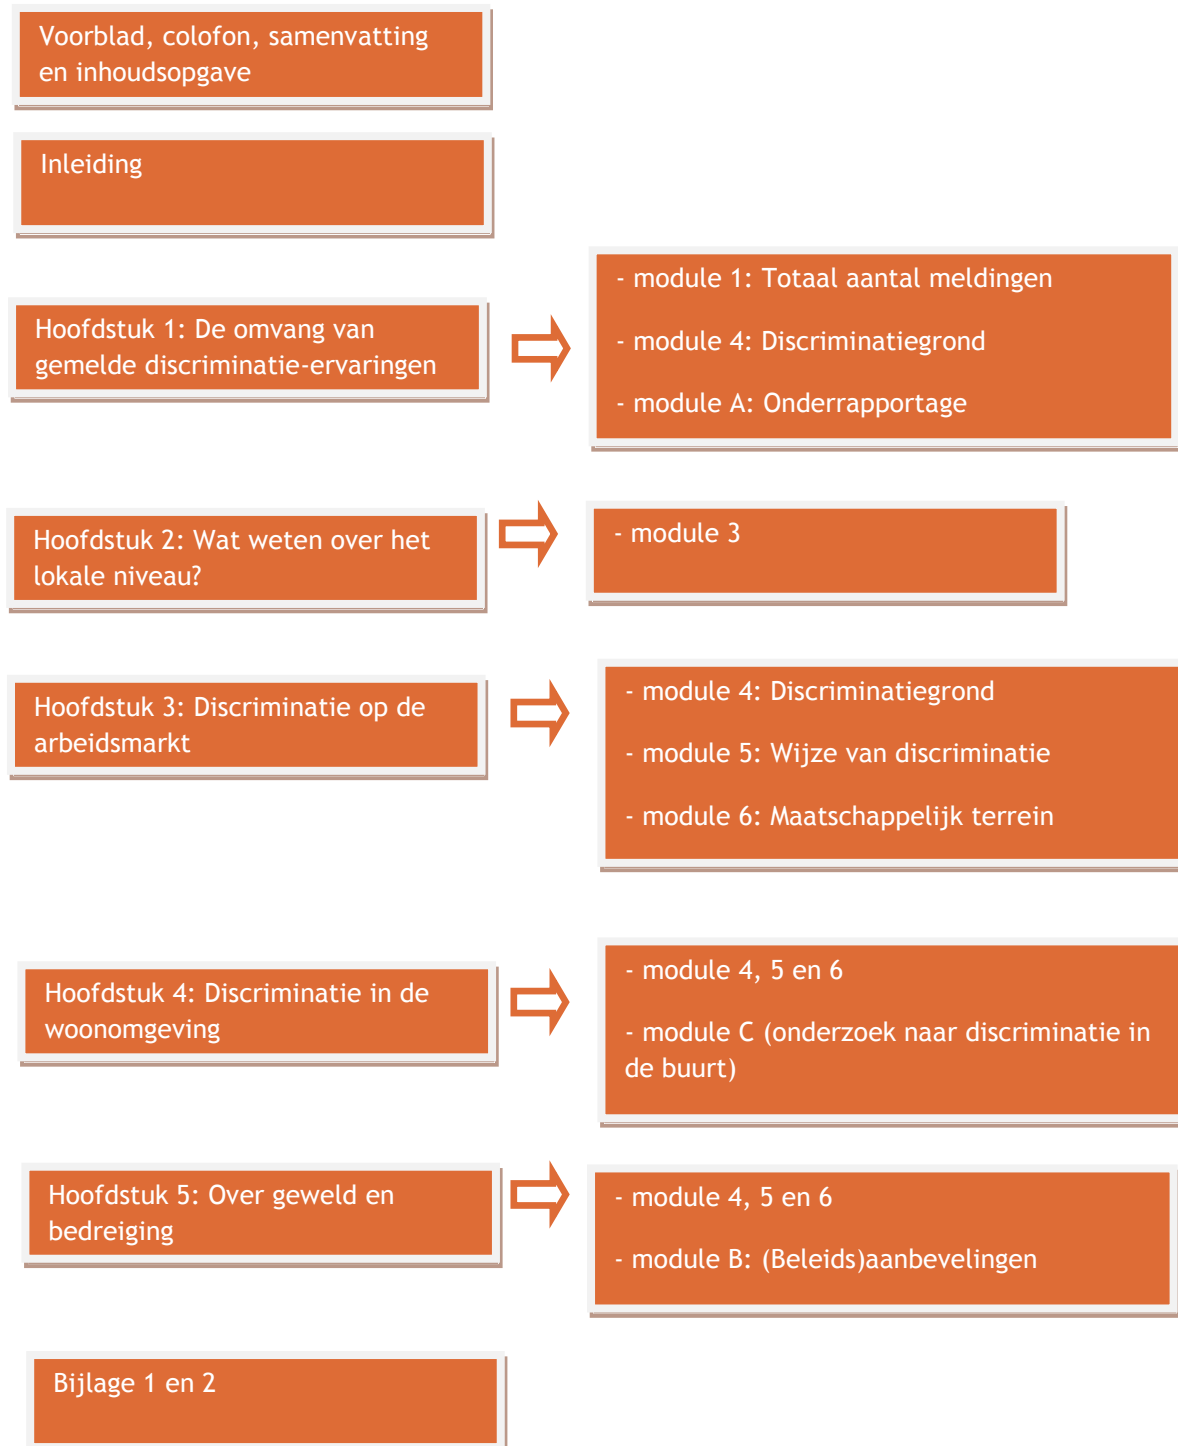 Voorblad, colofon, samenvatting
en inhoudsopgave
Inleiding
Hoofdstuk 1: De omvang van
gemelde discriminatie-ervaringen
- module 1: Totaal aantal meldingen
- module 4: Discriminatiegrond
- module A: Onderrapportage
Hoofdstuk 2: Wat weten over het
lokale niveau?
- module 3
Hoofdstuk 3: Discriminatie op de
arbeidsmarkt
- module 4: Discriminatiegrond
- module 5: Wijze van discriminatie
- module 6: Maatschappelijk terrein
Hoofdstuk 4: Discriminatie in de
woonomgeving
- module 4, 5 en 6
- module C (onderzoek naar discriminatie in
de buurt)
Hoofdstuk 5: Over geweld en
bedreiging
- module 4, 5 en 6
- module B: (Beleids)aanbevelingen
Bijlage 1 en 2